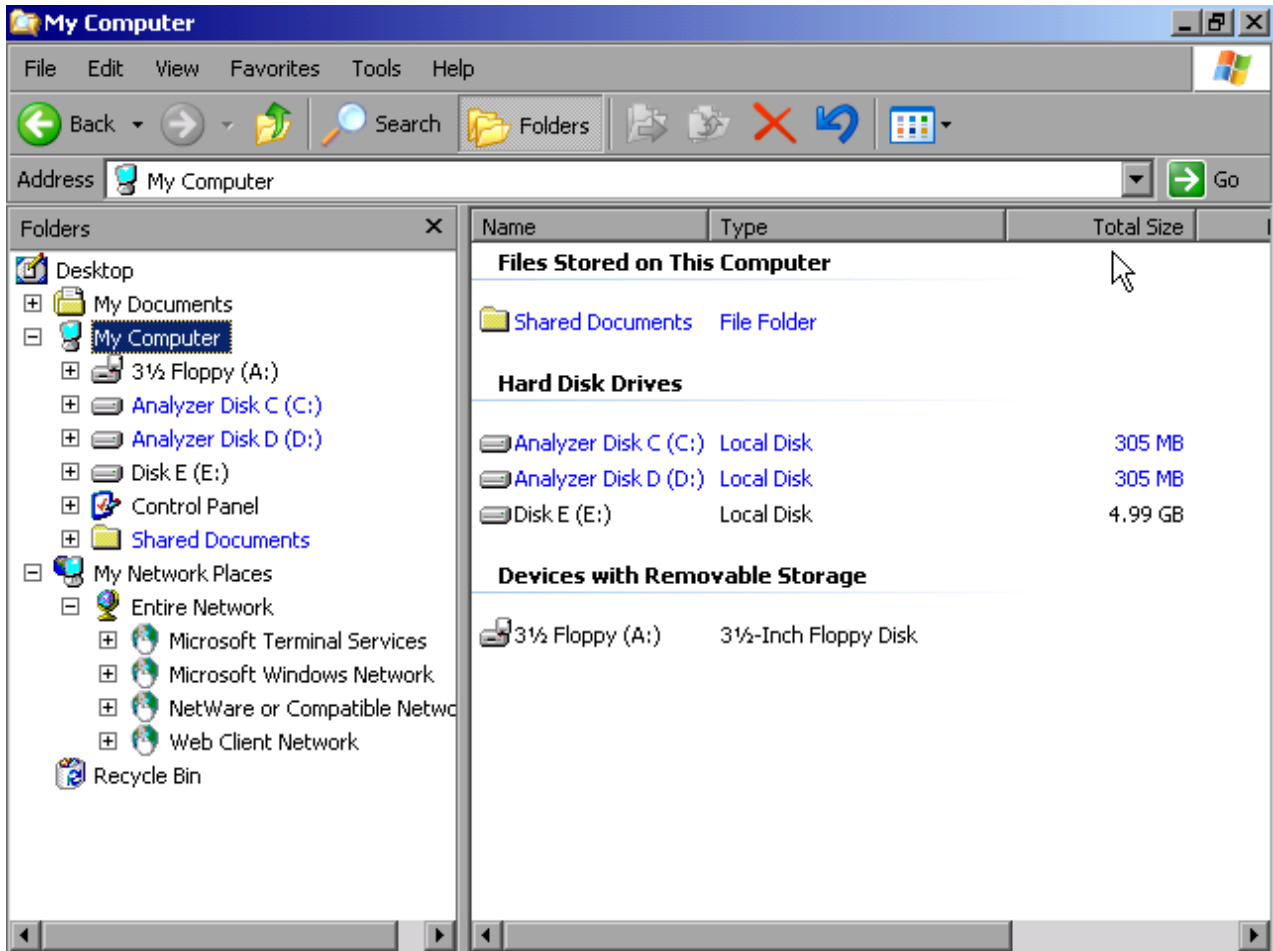 My Computer
File Edit View Favorites Tools Help
Back Search Folders
Address My Computer Go
Folders
Desktop
My Documents
My Computer
3½ Floppy (A:)
Analyzer Disk C (C:)
Analyzer Disk D (D:)
Disk E (E:)
Control Panel
Shared Documents
My Network Places
Entire Network
Microsoft Terminal Services
Microsoft Windows Network
NetWare or Compatible Netwo
Web Client Network
Recycle Bin
Name Type Total Size
Files Stored on This Computer
Shared Documents File Folder
Hard Disk Drives
Analyzer Disk C (C:) Local Disk 305 MB
Analyzer Disk D (D:) Local Disk 305 MB
Disk E (E:) Local Disk 4.99 GB
Devices with Removable Storage
3½ Floppy (A:) 3½-Inch Floppy Disk